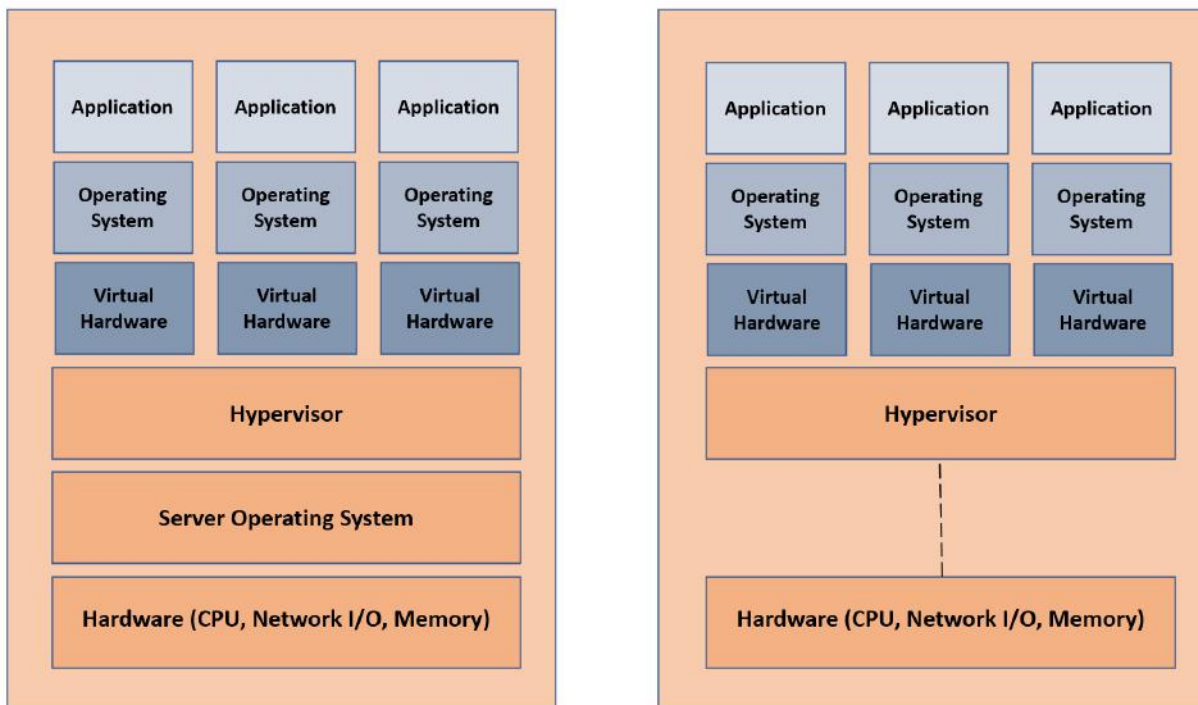 Application
Application
Application
Operating
System
Operating
System
Operating
System
Virtual
Hardware
Virtual
Hardware
Virtual
Hardware
Hypervisor
Server Operating System
Hardware (CPU, Network I/O, Memory)
Application
Application
Application
Operating
System
Operating
System
Operating
System
Virtual
Hardware
Virtual
Hardware
Virtual
Hardware
Hypervisor
Hardware (CPU, Network I/O, Memory)